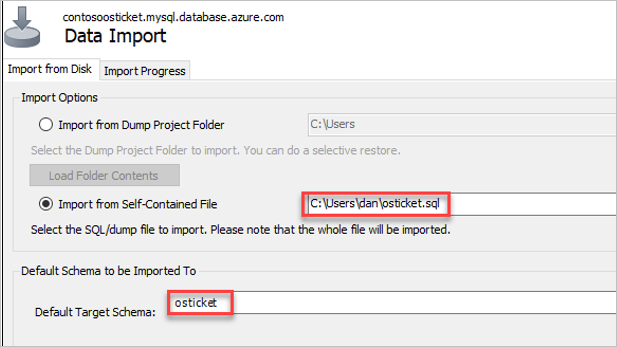 contosoosticket.mysql.database.azure.com
Data Import
Import from Disk Import Progress
Import Options
Import from Dump Project Folder C:\Users
Select the Dump Project Folder to import. You can do a selective restore.
Load Folder Contents
Import from Self-Contained File C:\Users\dan\osticket.sql
Select the SQL/dump file to import. Please note that the whole file will be imported.
Default Schema to be Imported To
Default Target Schema: osticket